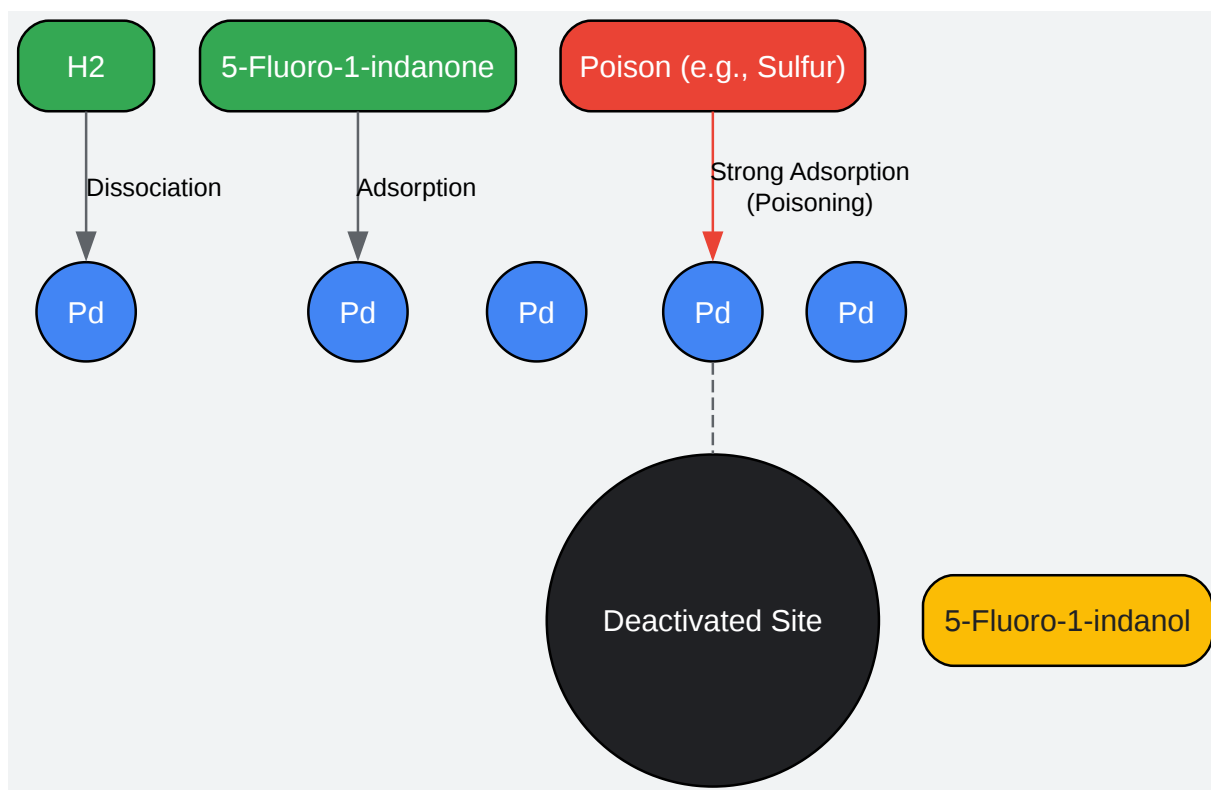 H2
5-Fluoro-1-indanone
Poison (e.g., Sulfur)
Dissociation
Adsorption
Strong Adsorption
(Poisoning)
Pd
Pd
Pd
Pd
Pd
Deactivated Site
5-Fluoro-1-indanol